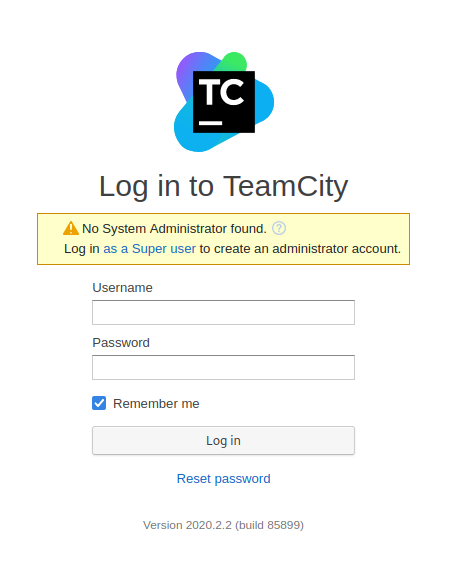 TC
Log in to TeamCity
No System Administrator found. ?
Log in as a Super user to create an administrator account.
Username
Password
Remember me
Log in
Reset password
Version 2020.2.2 (build 85899)